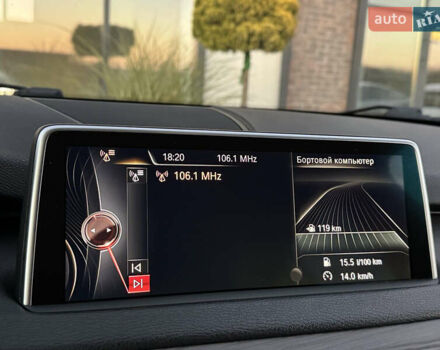 auto RIA
18:20 106.1 MHz
Бортовой компьютер
106.1 MHz
119 km
15.5 l/100 km
14.0 km/h